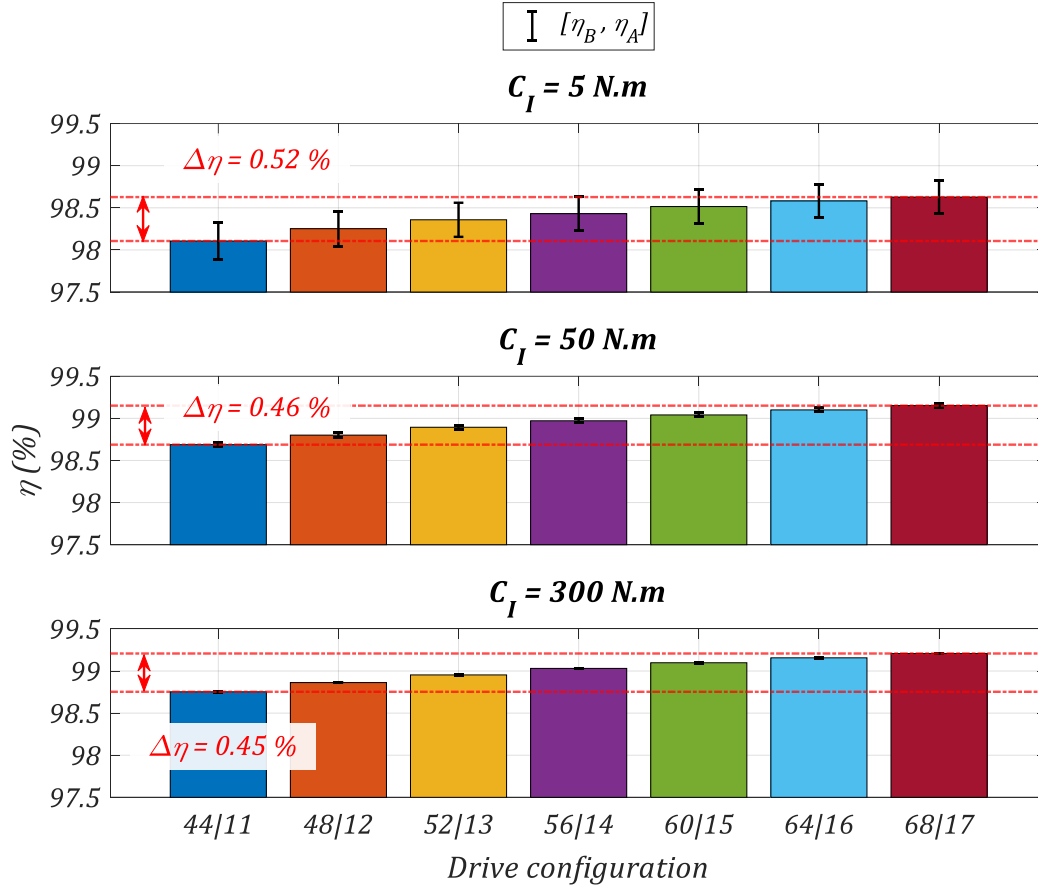 [η_B, η_A]
C_I = 5 N.m
99.5
99
98.5
98
97.5
Δη = 0.52 %
C_I = 50 N.m
99.5
99
98.5
98
97.5
Δη = 0.46 %
η (%)
C_I = 300 N.m
99.5
99
98.5
98
97.5
Δη = 0.45 %
44|11 48|12 52|13 56|14 60|15 64|16 68|17
Drive configuration